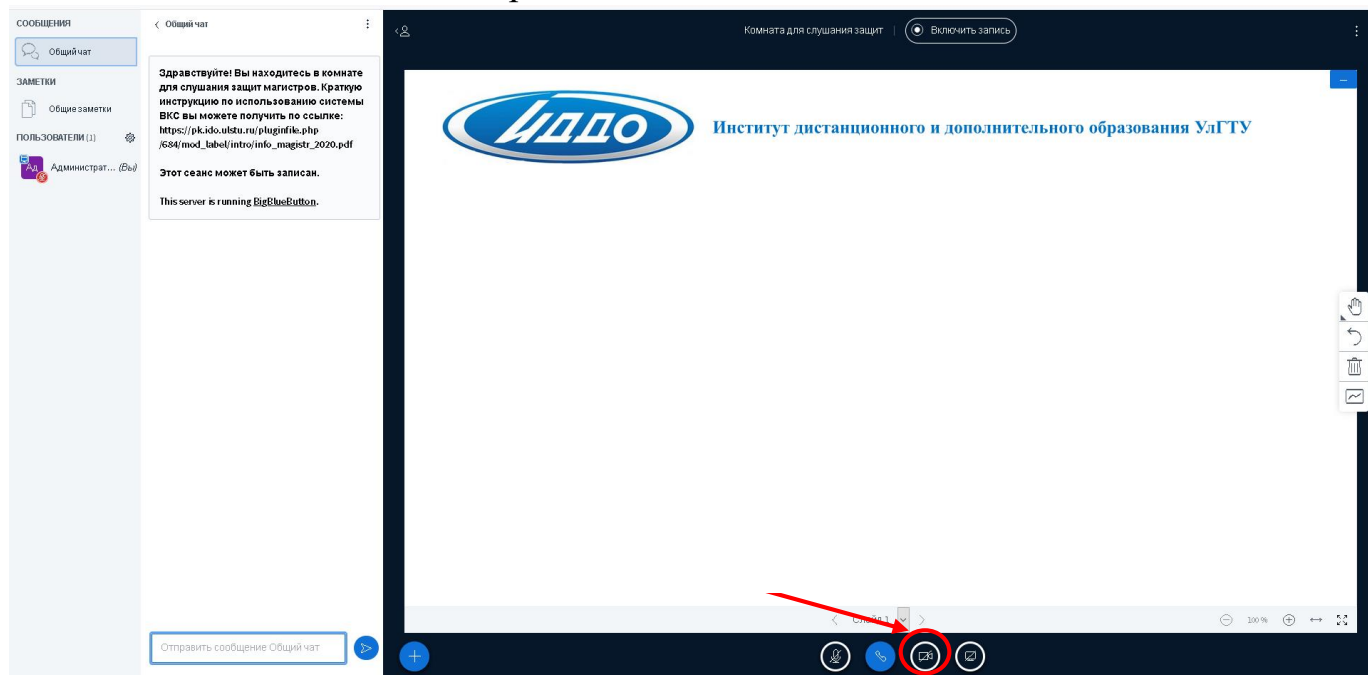 СООБЩЕНИЯ
Общий чат
ЗАМЕТКИ
Общие заметки
ПОЛЬЗОВАТЕЛИ (1)
Ад
Администрат... (Вы)
Общий чат
Здравствуйте! Вы находитесь в комнате
для слушания защит магистров. Краткую
инструкцию по использованию системы
ВКС вы можете получить по ссылке:
https://pk.ido.ulstu.ru/pluginfile.php
/684/mod_label/intro/info_magistr_2020.pdf
Этот сеанс может быть записан.
This server is running BigBlueButton.
Отправить сообщение Общий чат
Комната для слушания защит | Включить запись
ИДДО
Институт дистанционного и дополнительного образования УлГТУ
Слайд 1
100 %